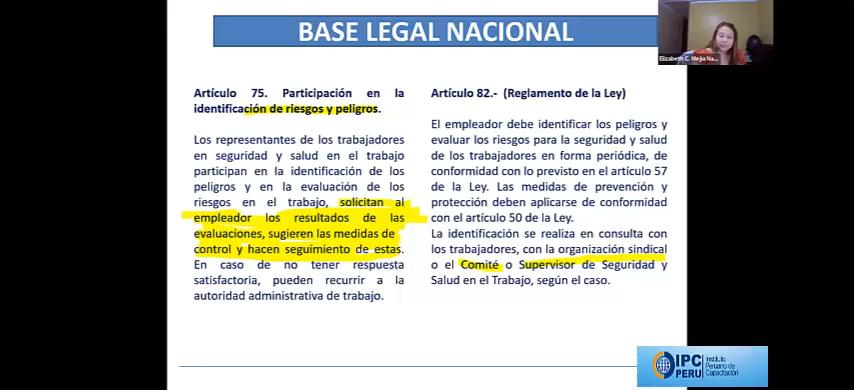 BASE LEGAL NACIONAL
Elizabeth C. Mejia Na...
Artículo 75. Participación en la
identificación de riesgos y peligros.
Los representantes de los trabajadores
en seguridad y salud en el trabajo
participan en la identificación de los
peligros y en la evaluación de los
riesgos en el trabajo, solicitan al
empleador los resultados de las
evaluaciones, sugieren las medidas de
control y hacen seguimiento de estas.
En caso de no tener respuesta
satisfactoria, pueden recurrir a la
autoridad administrativa de trabajo.
Artículo 82.- (Reglamento de la Ley)
El empleador debe identificar los peligros y
evaluar los riesgos para la seguridad y salud
de los trabajadores en forma periódica, de
conformidad con lo previsto en el artículo 57
de la Ley. Las medidas de prevención y
protección deben aplicarse de conformidad
con el artículo 50 de la Ley.
La identificación se realiza en consulta con
los trabajadores, con la organización sindical
o el Comité o Supervisor de Seguridad y
Salud en el Trabajo, según el caso.
IPC
PERU
Instituto
Peruano de
Capacitación